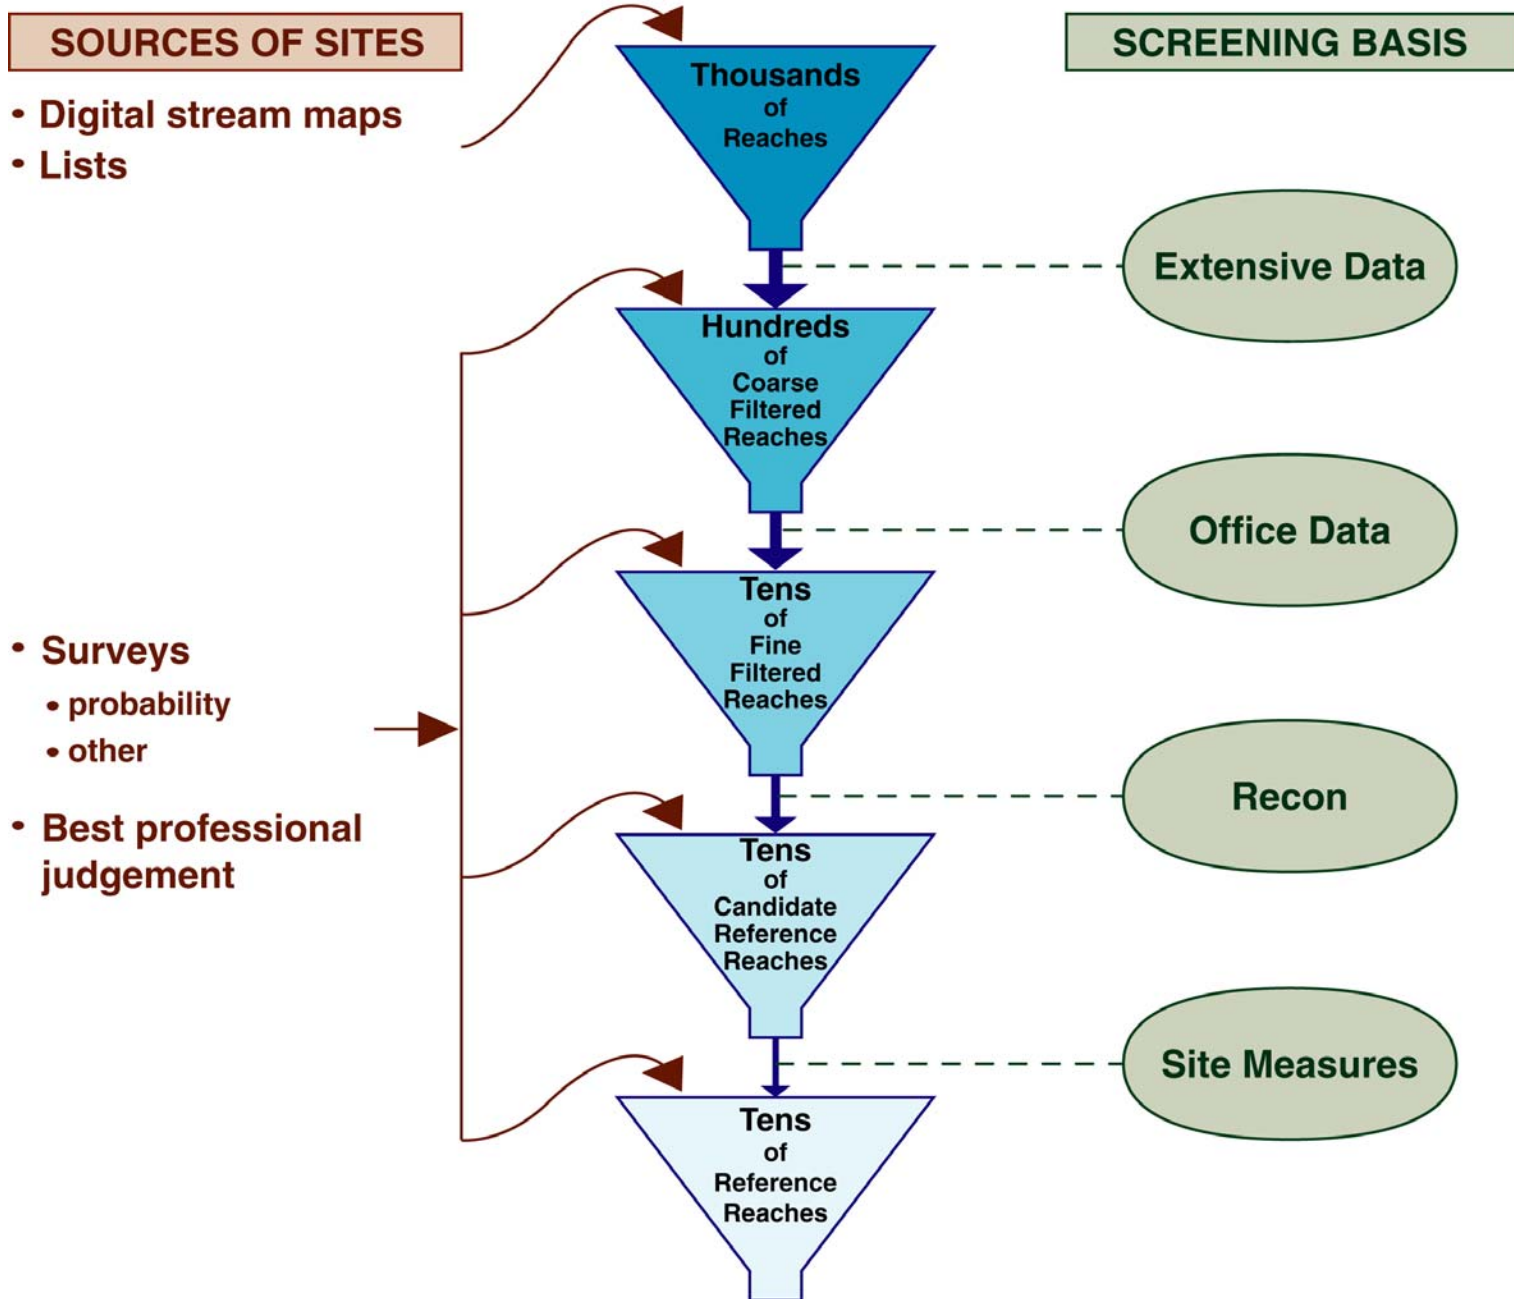 SOURCES OF SITES
• Digital stream maps
• Lists
• Surveys
• probability
• other
• Best professional
judgement
Thousands
of
Reaches
Hundreds
of
Coarse
Filtered
Reaches
Tens
of
Fine
Filtered
Reaches
Tens
of
Candidate
Reference
Reaches
Tens
of
Reference
Reaches
SCREENING BASIS
Extensive Data
Office Data
Recon
Site Measures